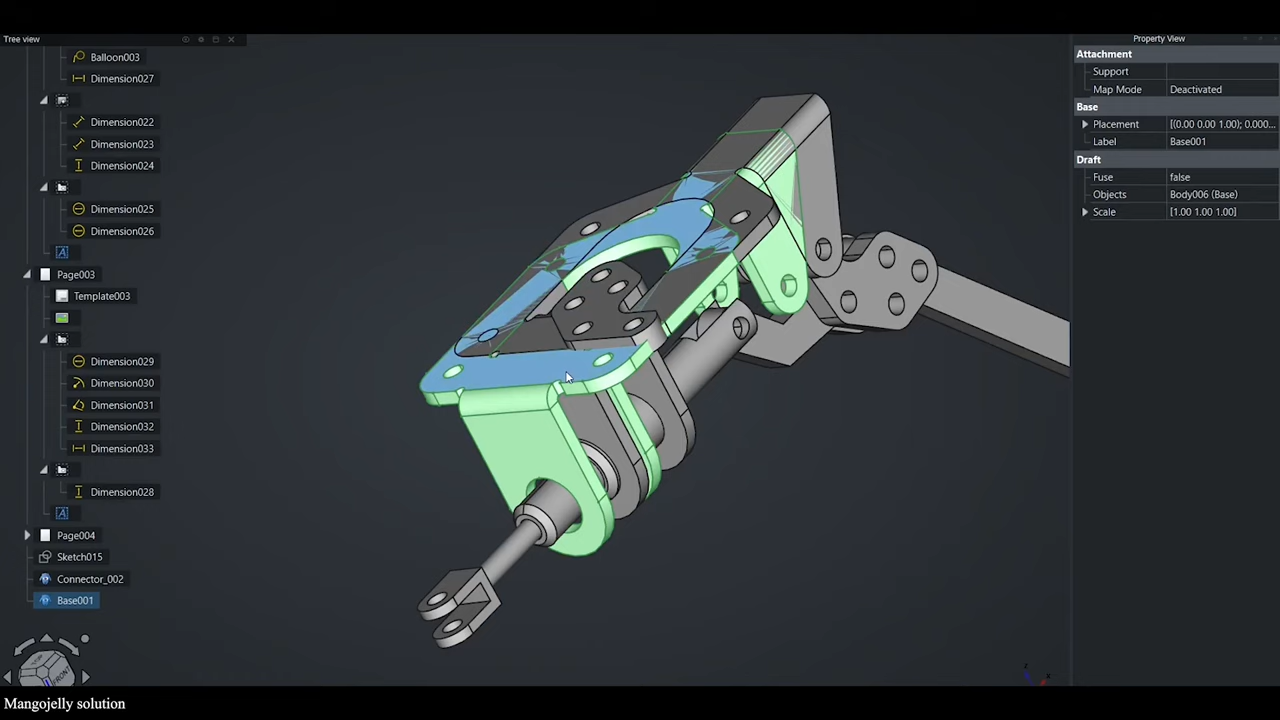 Tree view
Balloon003
Dimension027
Dimension022
Dimension023
Dimension024
Dimension025
Dimension026
Page003
Template003
Dimension029
Dimension030
Dimension031
Dimension032
Dimension033
Dimension028
Page004
Sketch015
Connector_002
Base001
TOP
FRONT
Property View
Attachment
Support
Map Mode Deactivated
Base
Placement [(0.00 0.00 1.00); 0.000...
Label Base001
Draft
Fuse false
Objects Body006 (Base)
Scale [1.00 1.00 1.00]
z
x
Mangojelly solution